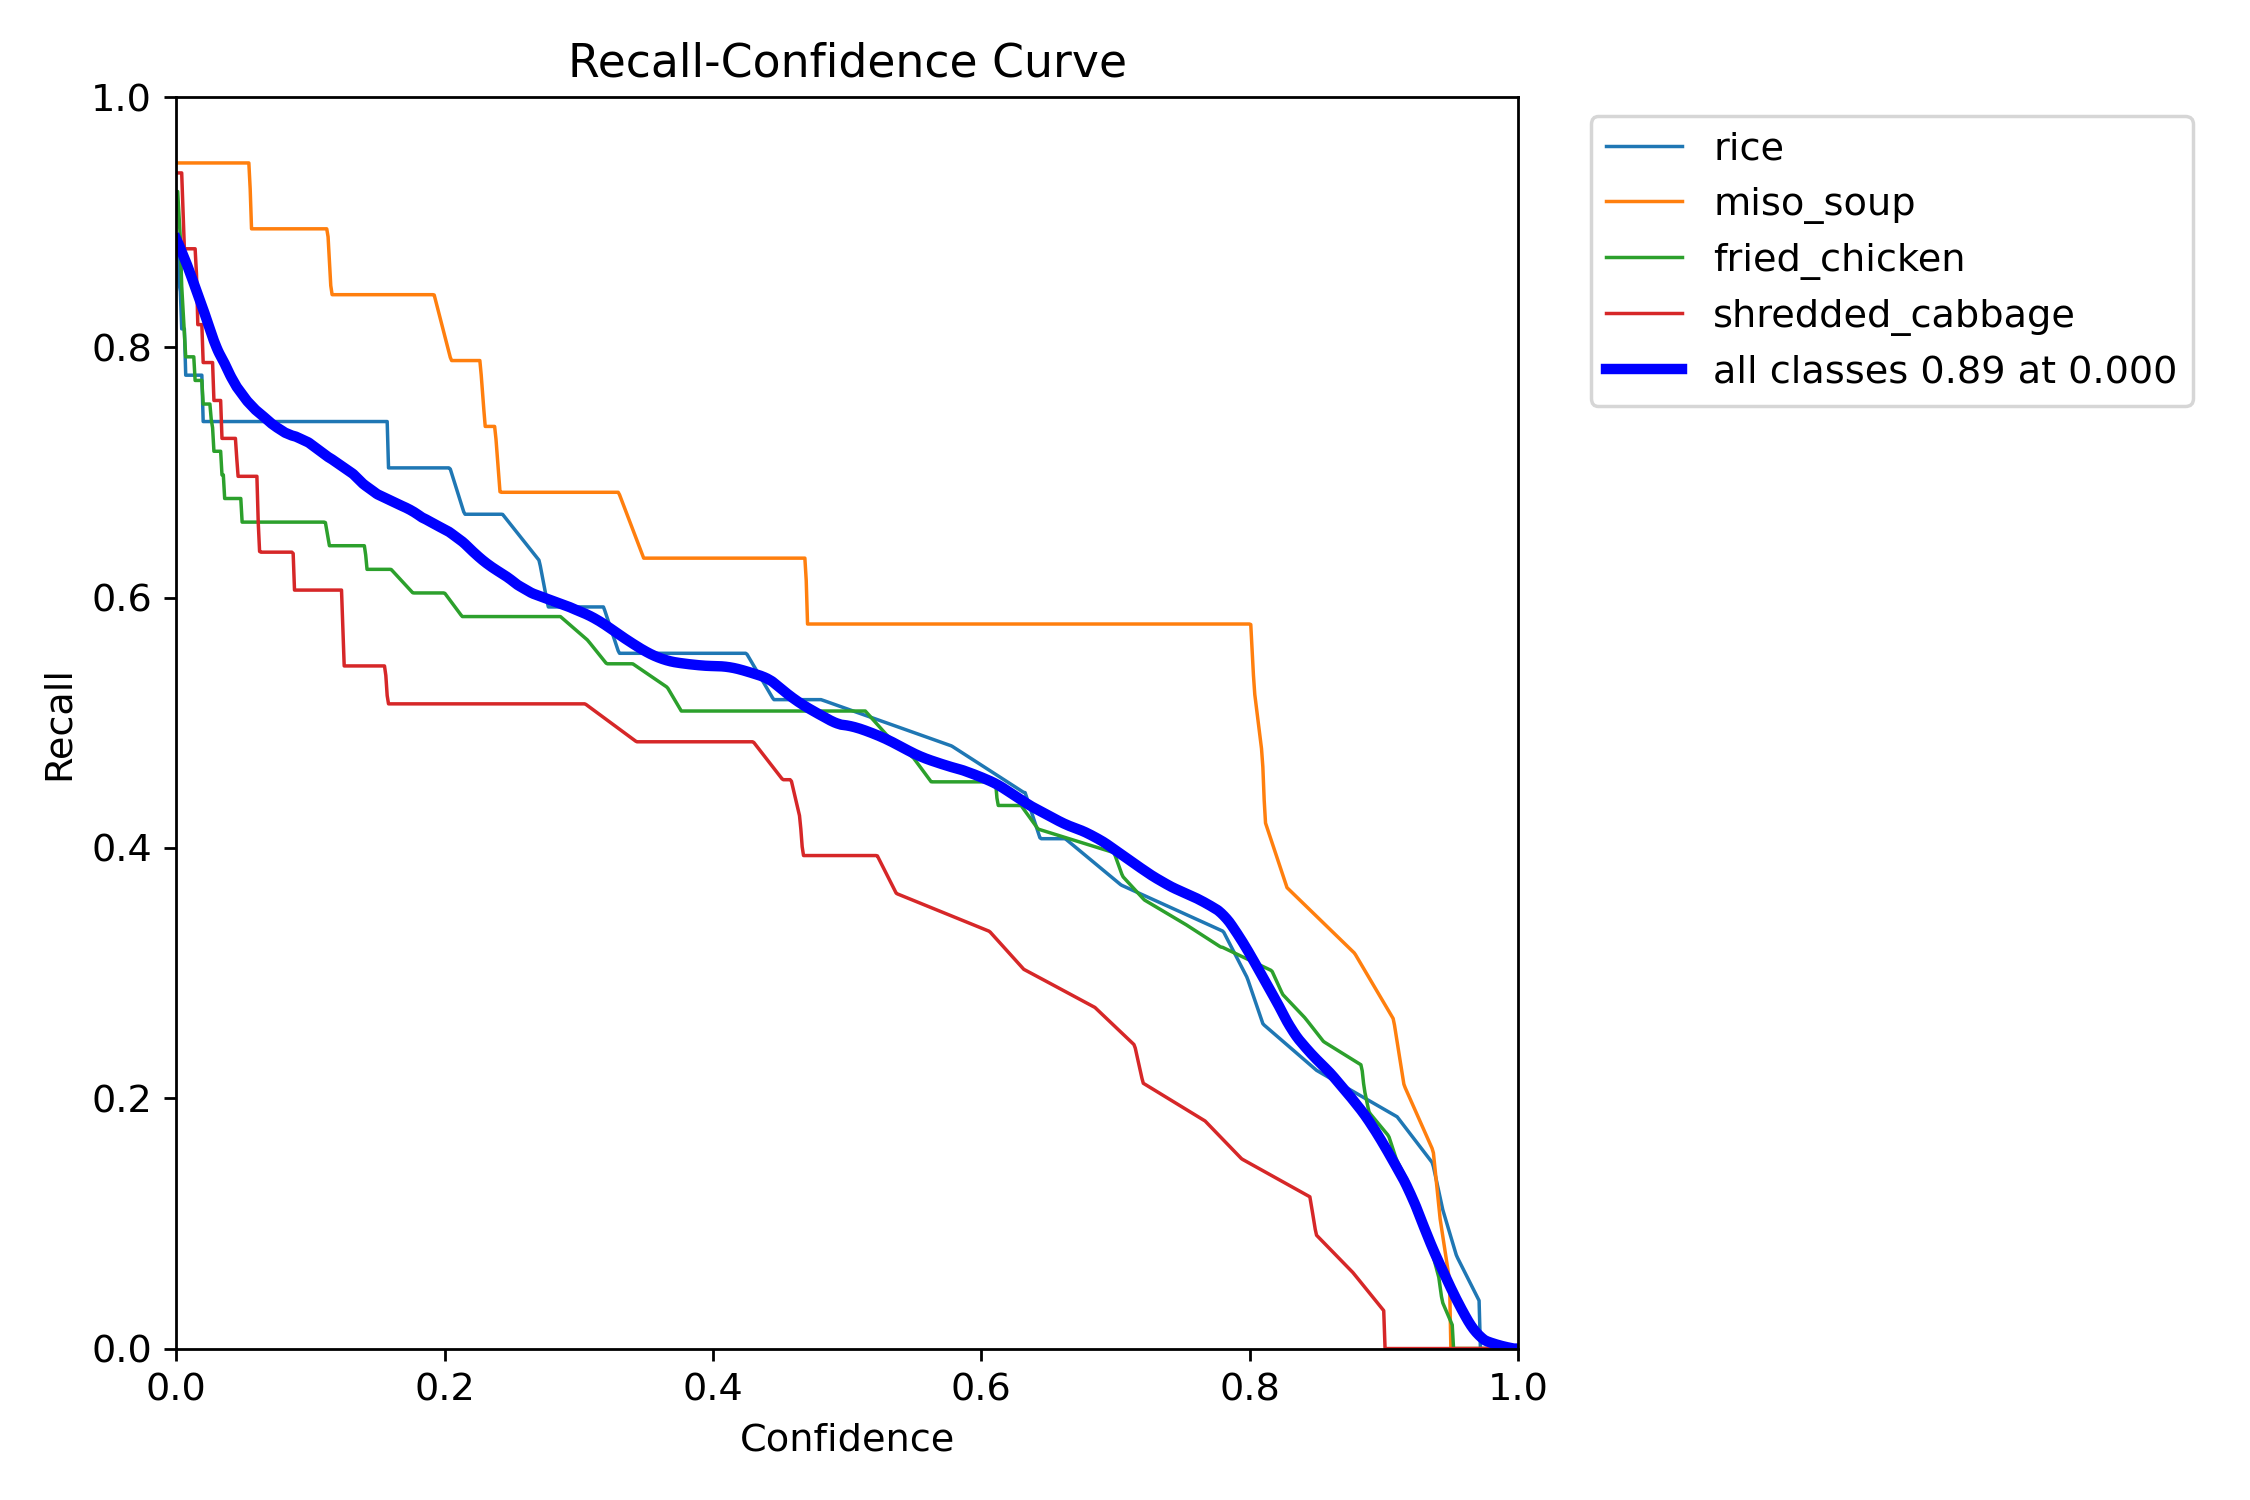 Recall-Confidence Curve
1.0
0.8
0.6
0.4
0.2
0.0
Recall
0.0 0.2 0.4 0.6 0.8 1.0
Confidence
rice
miso_soup
fried_chicken
shredded_cabbage
all classes 0.89 at 0.000